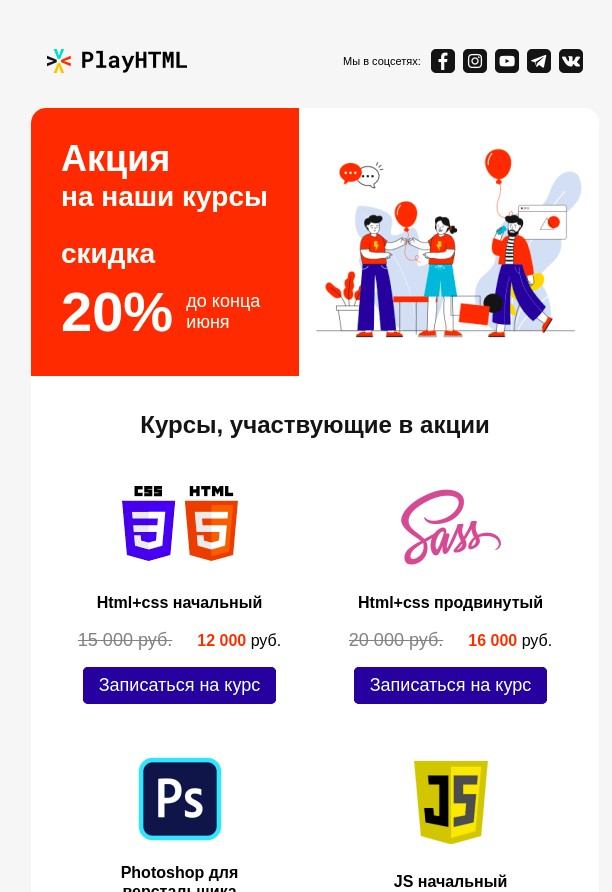 PlayHTML
Мы в соцсетях:
Акция
на наши курсы
скидка
20% до конца
июня
Курсы, участвующие в акции
CSS HTML
Sass
Html+css начальный
Html+css продвинутый
15 000 руб. 12 000 руб.
20 000 руб. 16 000 руб.
Записаться на курс
Записаться на курс
Ps
JS
Photoshop для
верстальщика
JS начальный